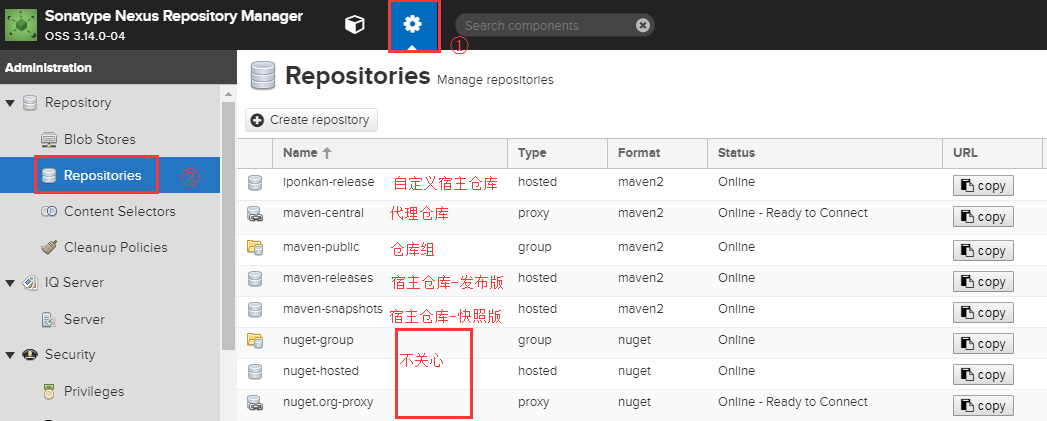 Sonatype Nexus Repository Manager
OSS 3.14.0-04
Search components
①
Administration
Repository
Blob Stores
Repositories ②
Content Selectors
Cleanup Policies
IQ Server
Server
Security
Privileges
Repositories Manage repositories
Create repository
Name Type Format Status URL
iponkan-release 自定义宿主仓库 hosted maven2 Online copy
maven-central 代理仓库 proxy maven2 Online - Ready to Connect copy
maven-public 仓库组 group maven2 Online copy
maven-releases 宿主仓库-发布版 hosted maven2 Online copy
maven-snapshots 宿主仓库-快照版 hosted maven2 Online copy
nuget-group 不关心 group nuget Online copy
nuget-hosted hosted nuget Online copy
nuget.org-proxy proxy nuget Online - Ready to Connect copy